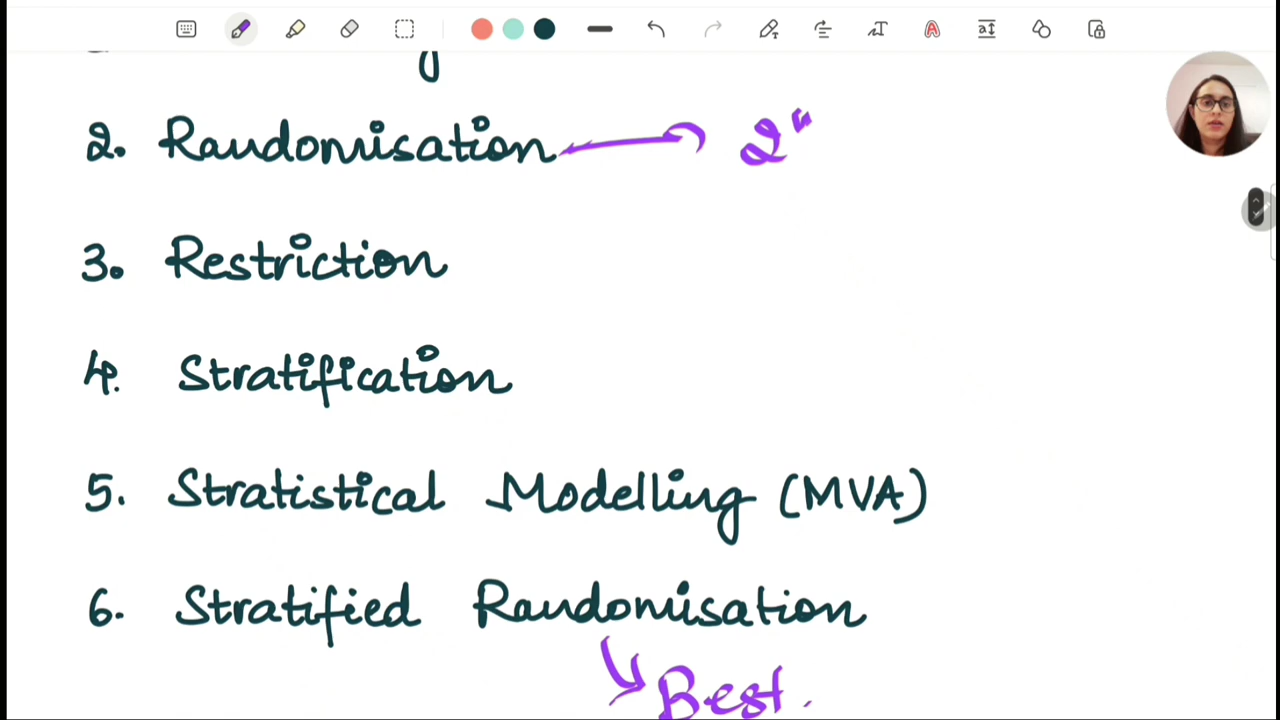 2. Randomisation 2"
3. Restriction
4. Stratification
5. Stratistical Modelling (MVA)
6. Stratified Randomisation
Best.